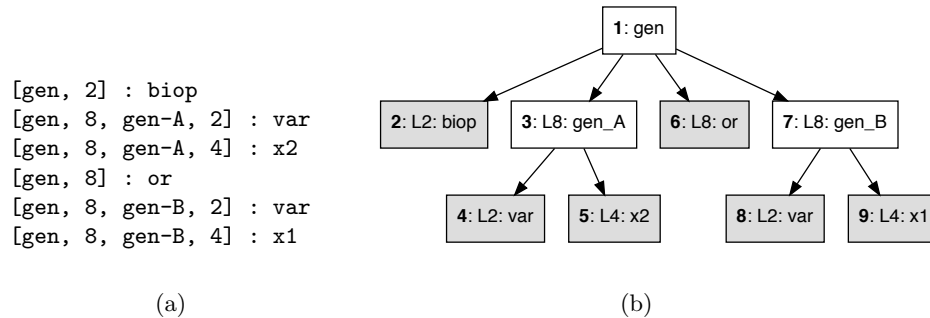 [gen, 2] : biop
[gen, 8, gen-A, 2] : var
[gen, 8, gen-A, 4] : x2
[gen, 8] : or
[gen, 8, gen-B, 2] : var
[gen, 8, gen-B, 4] : x1
(a)
1: gen
2: L2: biop
3: L8: gen_A
6: L8: or
7: L8: gen_B
4: L2: var
5: L4: x2
8: L2: var
9: L4: x1
(b)